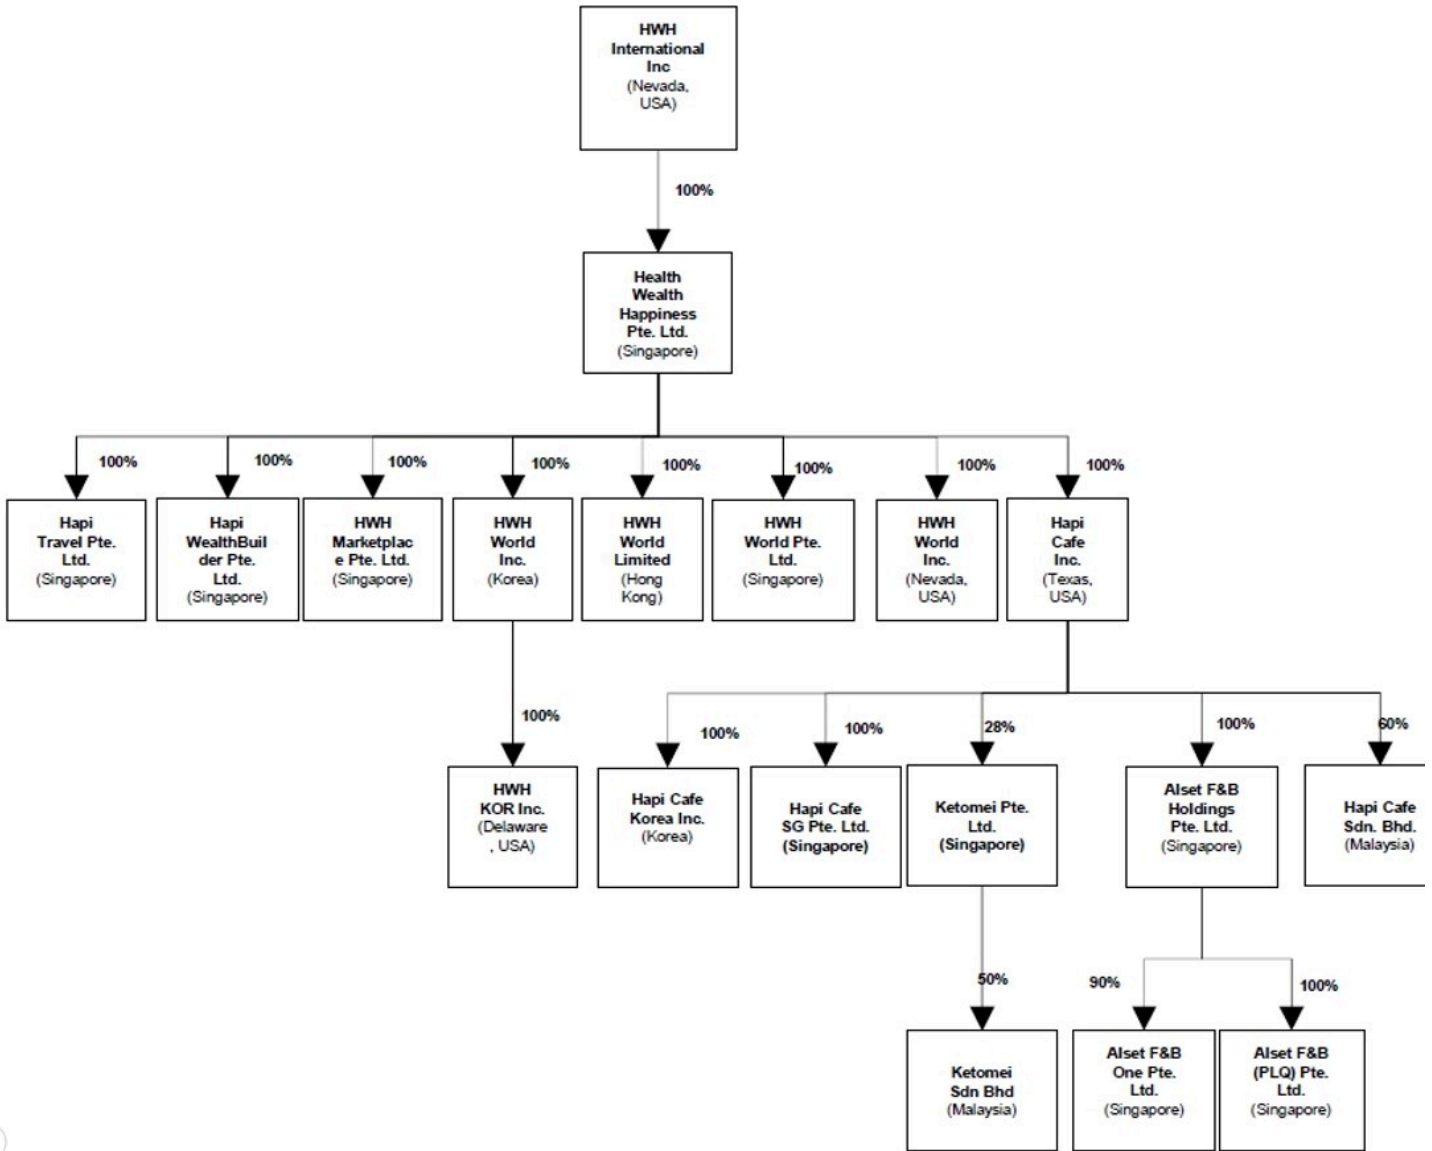 HWH
International
Inc
(Nevada,
USA)
100%
Health
Wealth
Happiness
Pte. Ltd.
(Singapore)
100%
100%
100%
100%
100%
100%
100%
100%
Hapi
Travel Pte.
Ltd.
(Singapore)
Hapi
WealthBuil
der Pte.
Ltd.
(Singapore)
HWH
Marketplac
e Pte. Ltd.
(Singapore)
HWH
World
Inc.
(Korea)
HWH
World
Limited
(Hong
Kong)
HWH
World Pte.
Ltd.
(Singapore)
HWH
World
Inc.
(Nevada,
USA)
Hapi
Cafe
Inc.
(Texas,
USA)
100%
100%
100%
28%
100%
60%
HWH
KOR Inc.
(Delaware
, USA)
Hapi Cafe
Korea Inc.
(Korea)
Hapi Cafe
SG Pte. Ltd.
(Singapore)
Ketomei Pte.
Ltd.
(Singapore)
Alset F&B
Holdings
Pte. Ltd.
(Singapore)
Hapi Cafe
Sdn. Bhd.
(Malaysia)
50%
90%
100%
Ketomei
Sdn Bhd
(Malaysia)
Alset F&B
One Pte.
Ltd.
(Singapore)
Alset F&B
(PLQ) Pte.
Ltd.
(Singapore)